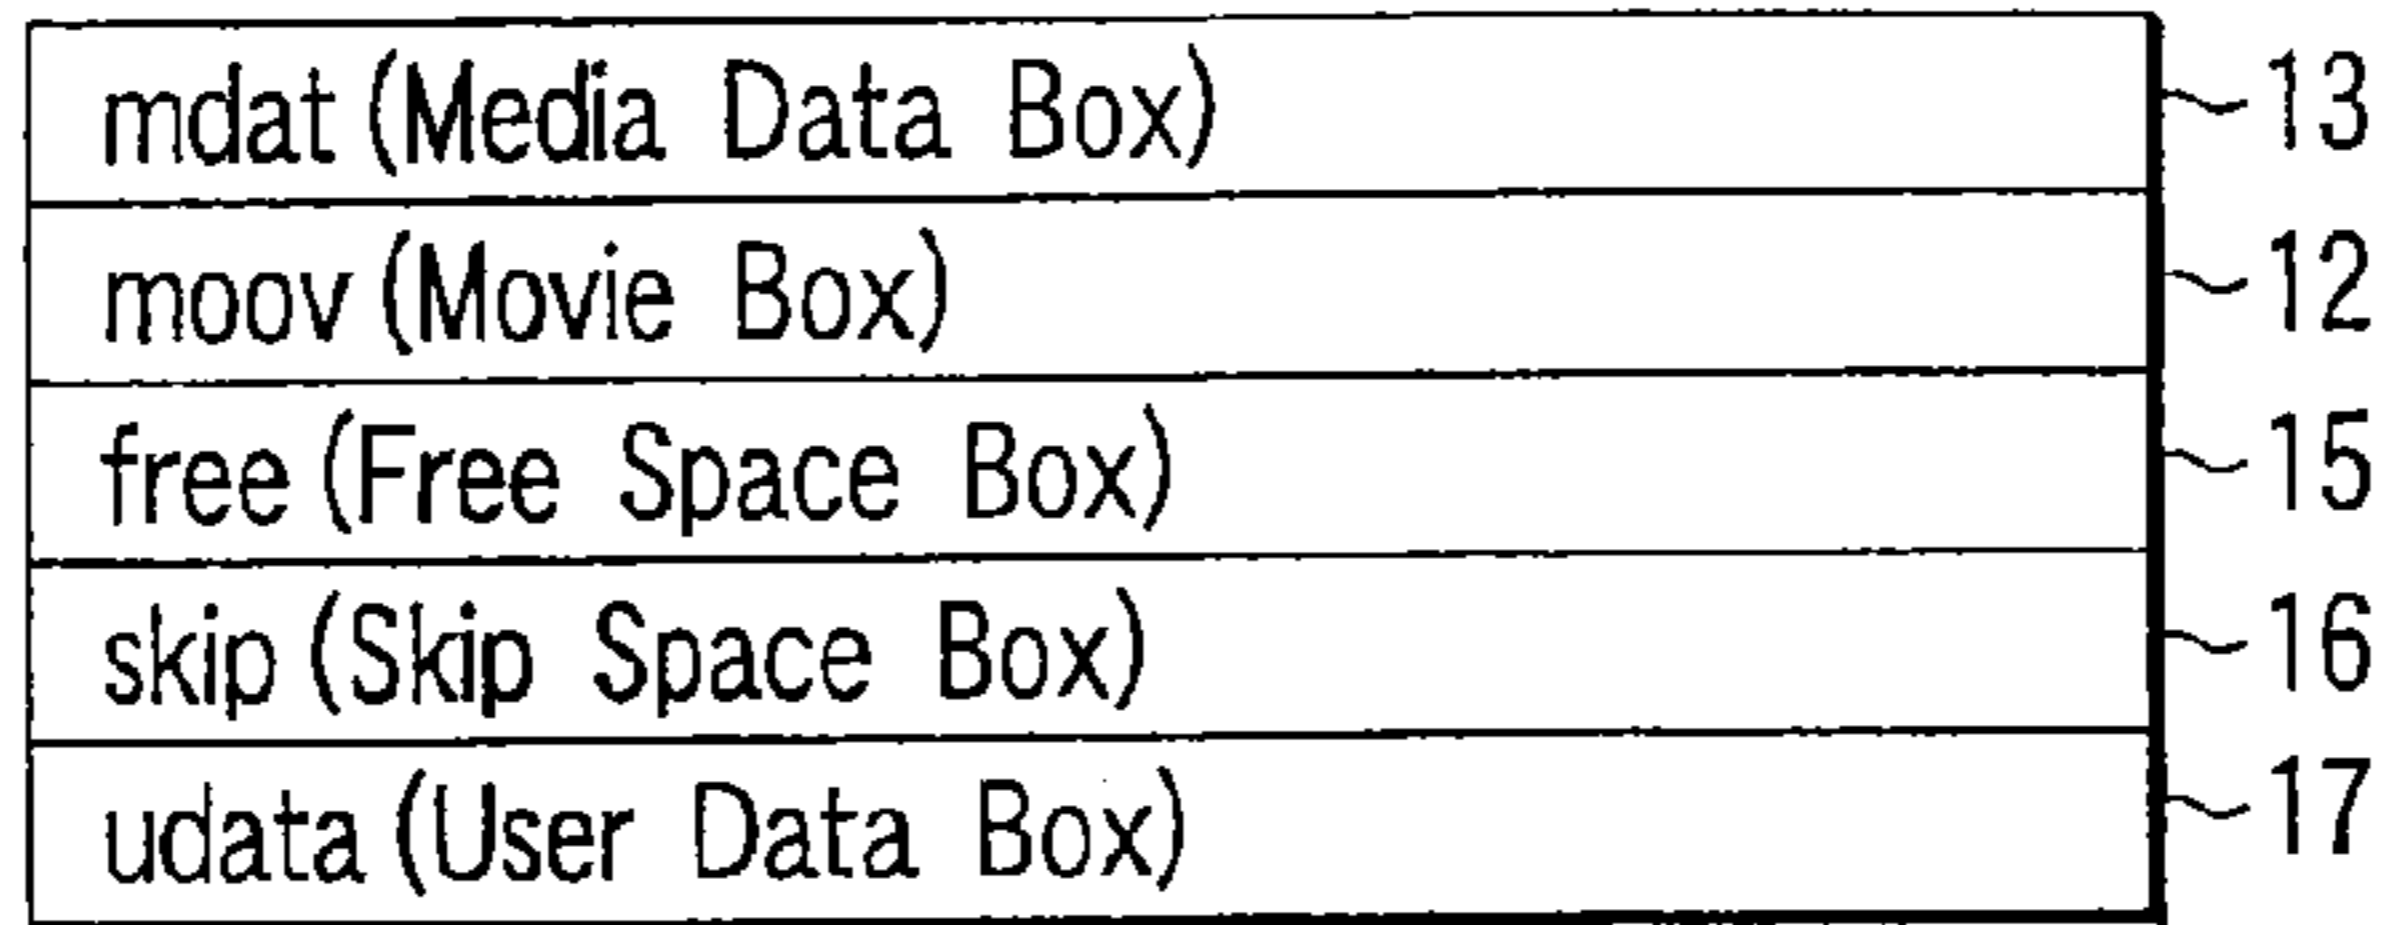 mdat (Media Data Box) 13
moov (Movie Box) 12
free (Free Space Box) 15
skip (Skip Space Box) 16
udata (User Data Box) 17